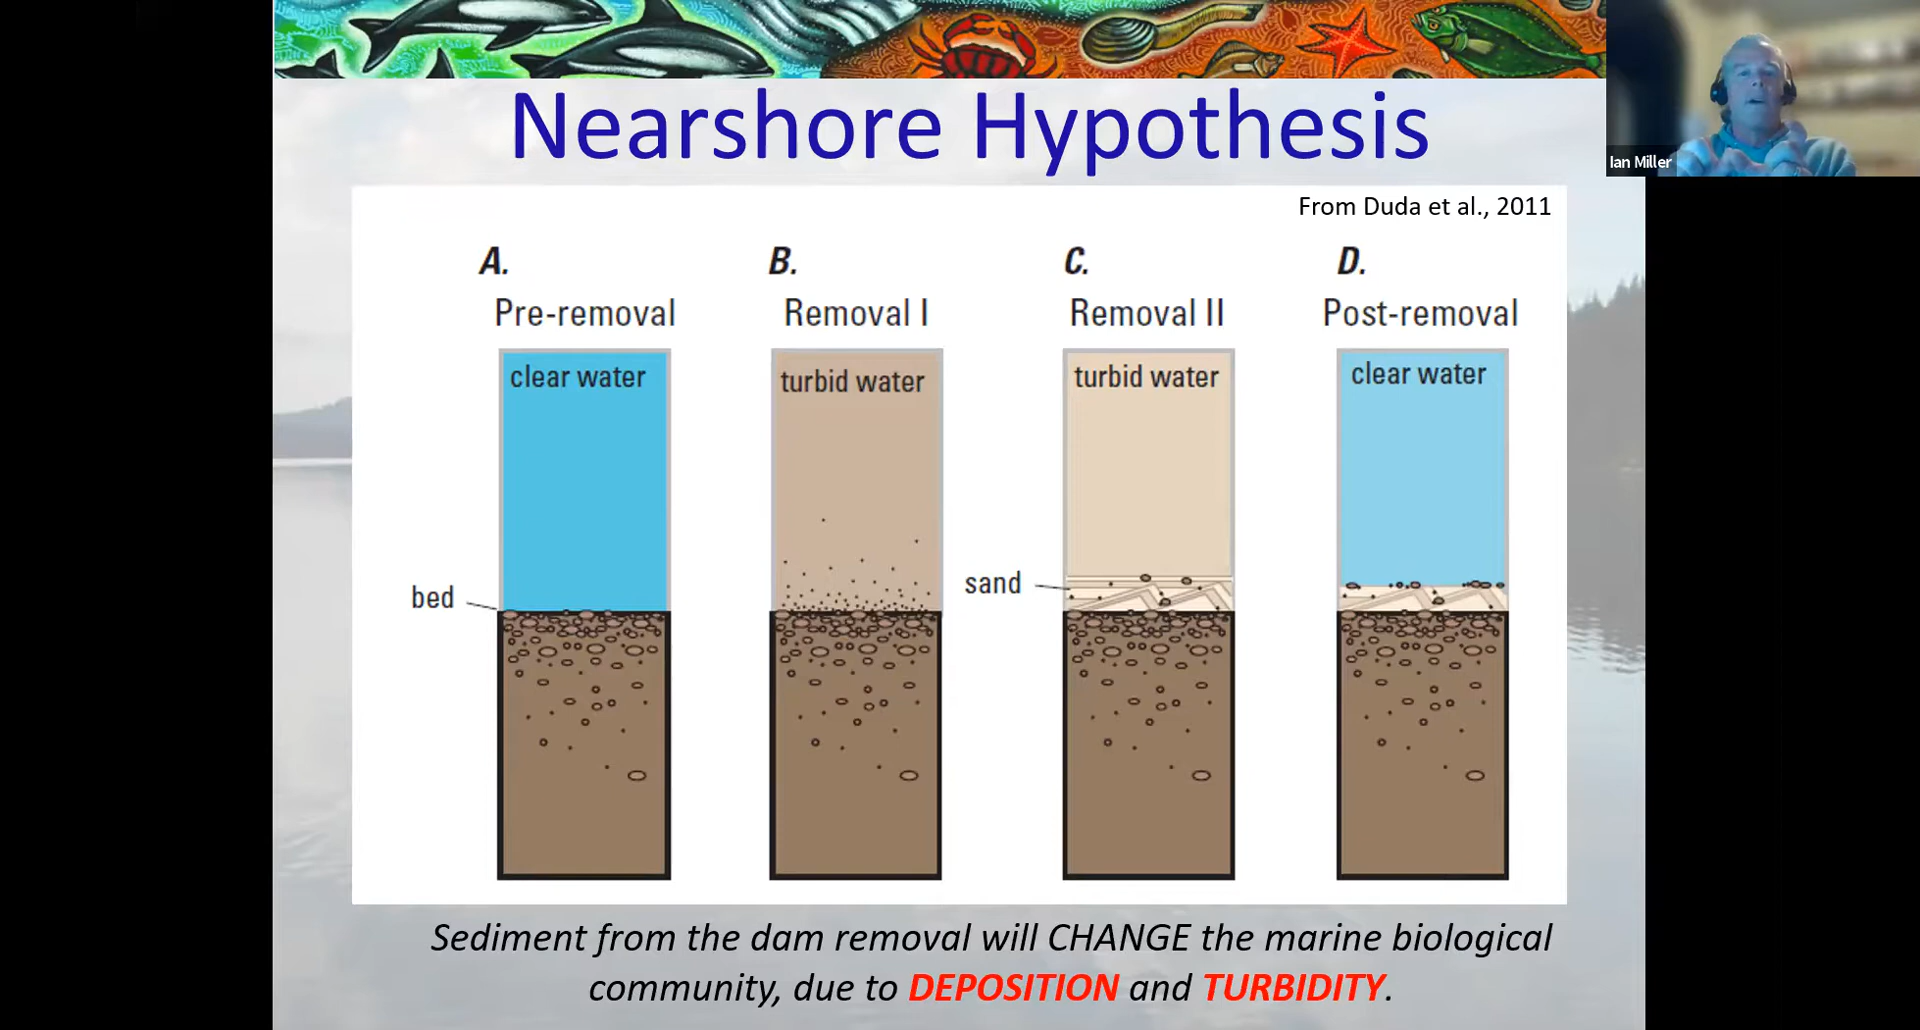 Nearshore Hypothesis
Ian Miller
From Duda et al., 2011
A.
B.
C.
D.
Pre-removal
Removal I
Removal II
Post-removal
clear water
turbid water
turbid water
clear water
bed
sand
Sediment from the dam removal will CHANGE the marine biological
community, due to DEPOSITION and TURBIDITY.